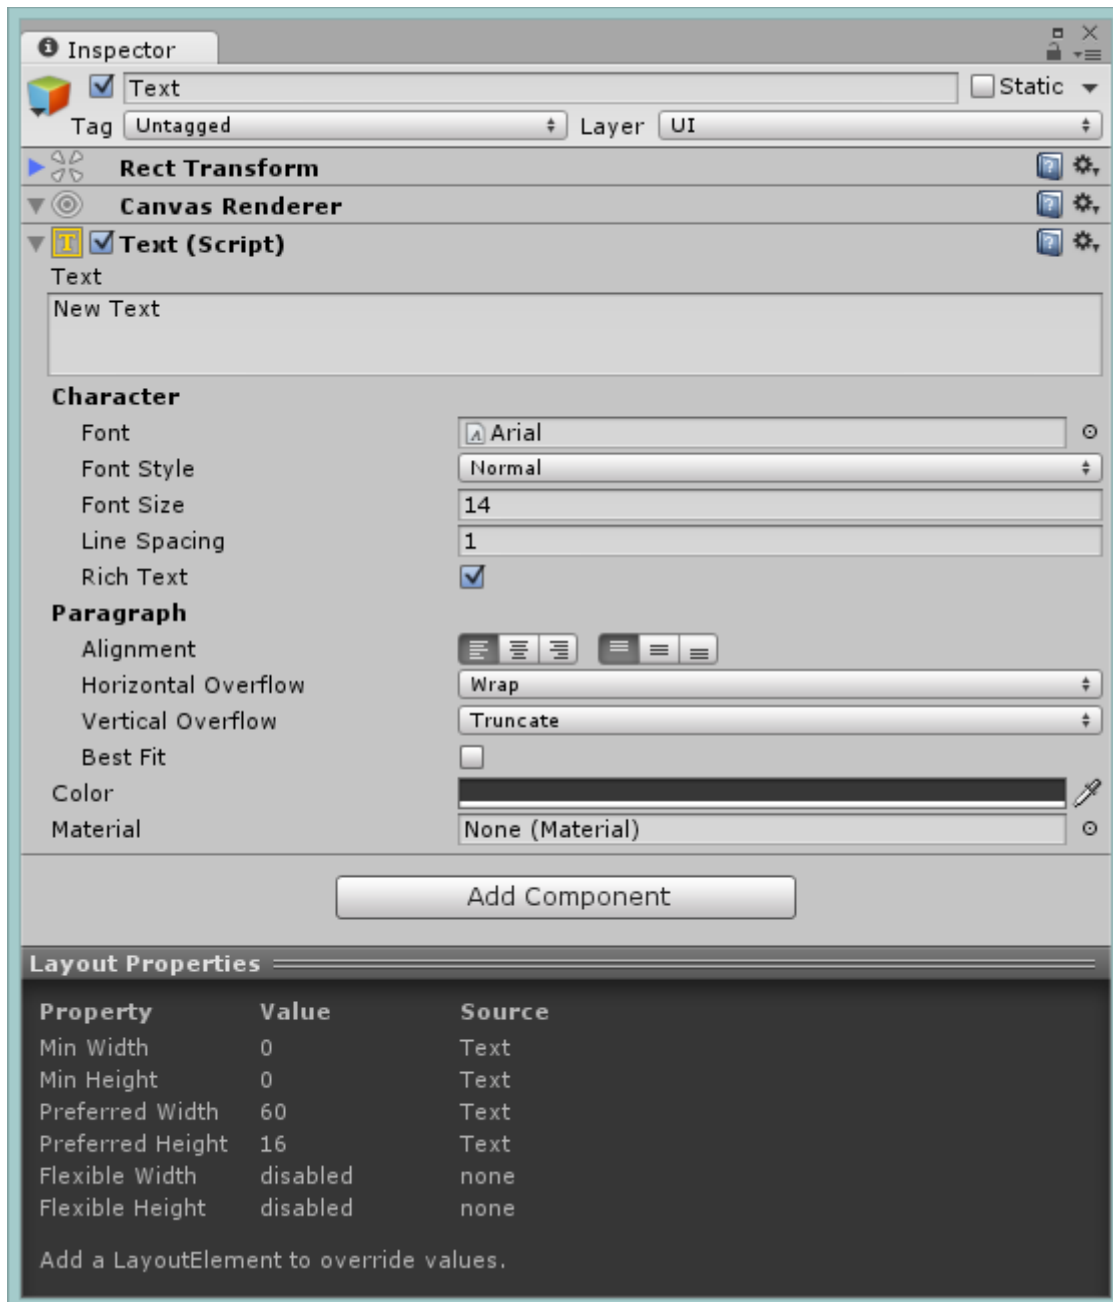 Inspector
Text Static
Tag Untagged Layer UI
Rect Transform
Canvas Renderer
Text (Script)
Text
New Text
Character
Font Arial
Font Style Normal
Font Size 14
Line Spacing 1
Rich Text
Paragraph
Alignment
Horizontal Overflow Wrap
Vertical Overflow Truncate
Best Fit
Color
Material None (Material)
Add Component
Layout Properties
Property Value Source
Min Width 0 Text
Min Height 0 Text
Preferred Width 60 Text
Preferred Height 16 Text
Flexible Width disabled none
Flexible Height disabled none
Add a LayoutElement to override values.